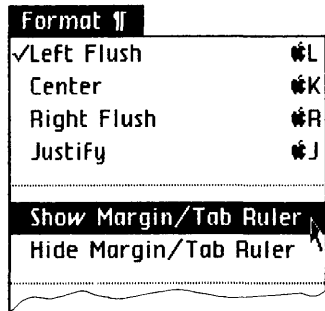 Format ¶
✓Left Flush L
Center K
Right Flush R
Justify J
Show Margin/Tab Ruler
Hide Margin/Tab Ruler